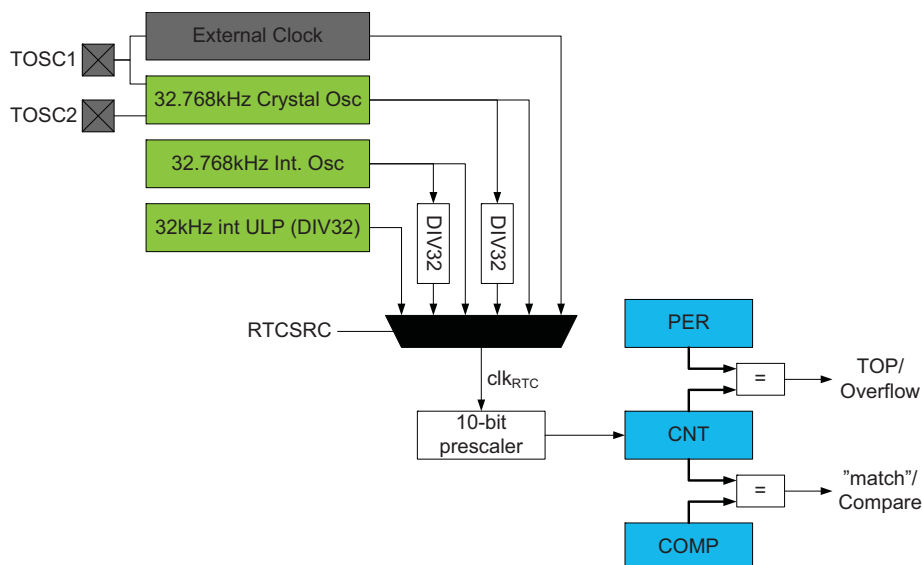 External Clock
TOSC1
32.768kHz Crystal Osc
TOSC2
32.768kHz Int. Osc
32kHz int ULP (DIV32)
DIV32
DIV32
RTCSRC
PER
clkRTC
=
TOP/
Overflow
10-bit
prescaler
CNT
=
"match"/
Compare
COMP